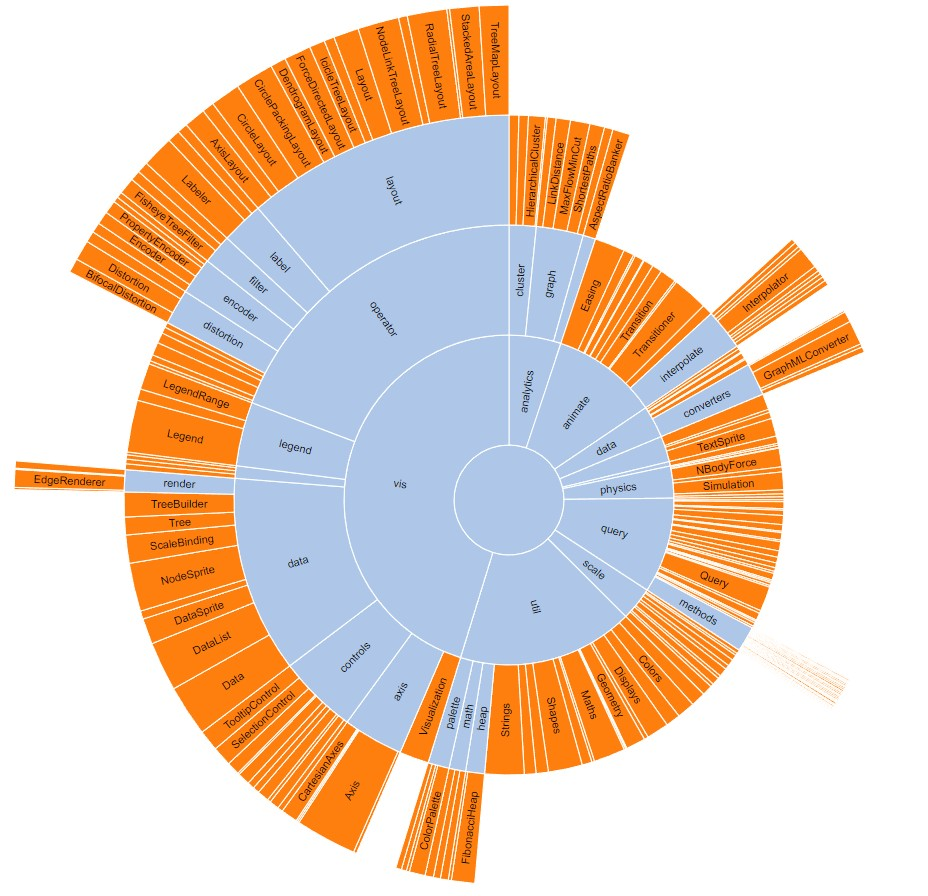 TreeMapLayout
StackedAreaLayout
RadialTreeLayout
NodeLinkTreeLayout
Layout
IcicleTreeLayout
ForceDirectedLayout
DendrogramLayout
CirclePackingLayout
CircleLayout
AxisLayout
Labeler
FisheyeTreeFilter
PropertyEncoder
Encoder
Distortion
BifocalDistortion
HierarchicalCluster
LinkDistance
MaxFlowMinCut
ShortestPaths
AspectRatioBanker
layout
label
filter
encoder
distortion
operator
cluster
graph
Easing
Transition
Transitioner
interpolate
Interpolator
GraphMLConverter
converters
analytics
animate
data
TextSprite
NBodyForce
Simulation
physics
query
Query
scale
methods
vis
util
LegendRange
Legend
legend
EdgeRenderer
render
TreeBuilder
Tree
ScaleBinding
NodeSprite
DataSprite
DataList
Data
data
TooltipControl
SelectionControl
controls
CartesianAxes
Axis
axis
Visualization
palette
math
heap
Strings
Shapes
Maths
Geometry
Displays
Colors
ColorPalette
FibonacciHeap